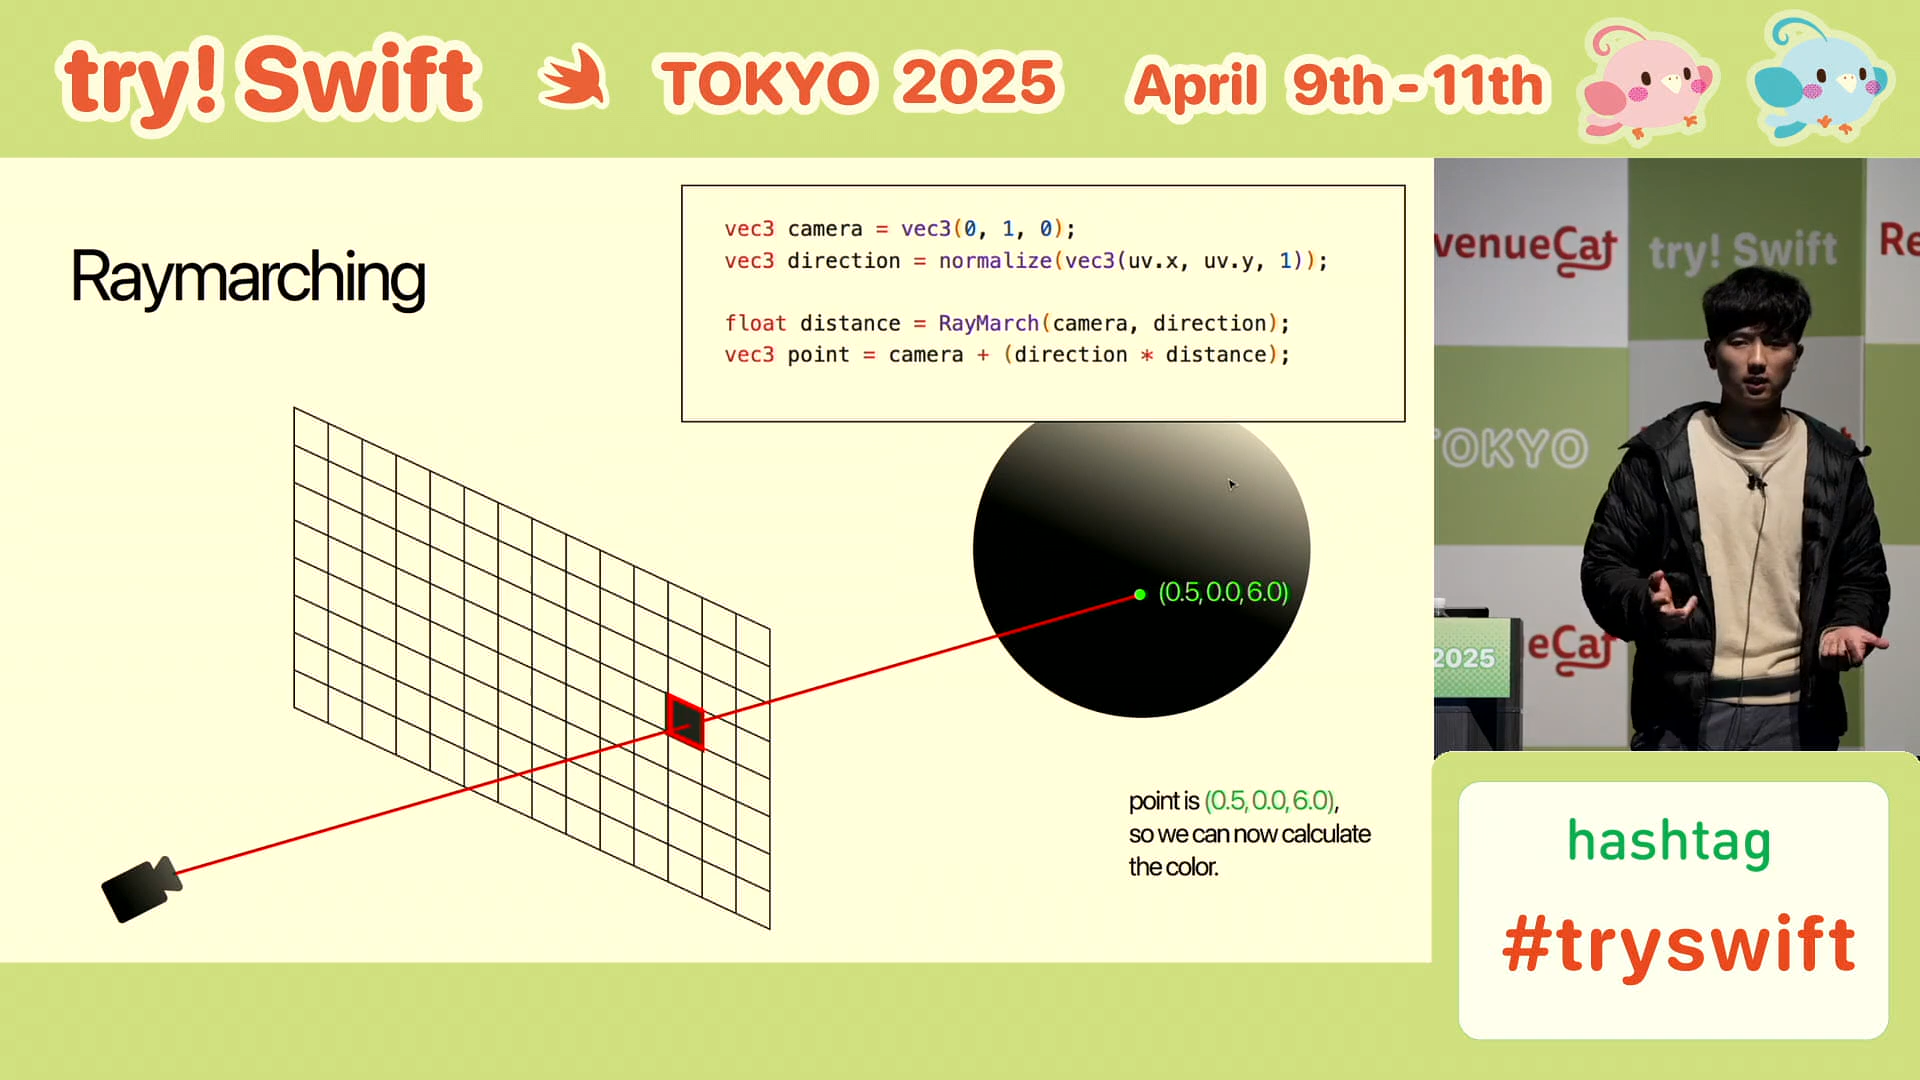 try! Swift TOKYO 2025 April 9th-11th
Raymarching
vec3 camera = vec3(0, 1, 0);
vec3 direction = normalize(vec3(uv.x, uv.y, 1));
float distance = RayMarch(camera, direction);
vec3 point = camera + (direction * distance);
(0.5, 0.0, 6.0)
point is (0.5, 0.0, 6.0),
so we can now calculate
the color.
venueCat try! Swift Re
TOKYO
eCat
2025
hashtag
#tryswift